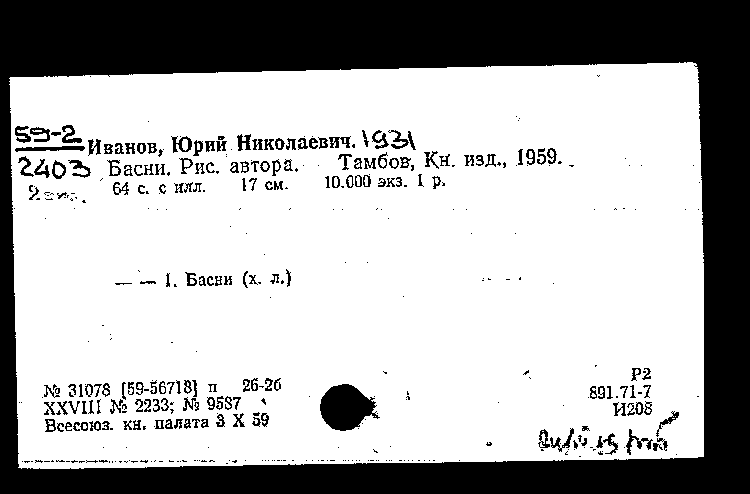 59-2 Иванов, Юрий Николаевич. 1931
2403 Басни. Рис. автора. Тамбов, Кн. изд., 1959.
64 с. с илл. 17 см. 10.000 экз. 1 р.
— — 1. Басни (х. л.)
Р2
№ 31078 [59-56718] п 26-26 891.71-7
XXVIII № 2233; № 9587 И208
Всесоюз. кн. палата 3 X 59